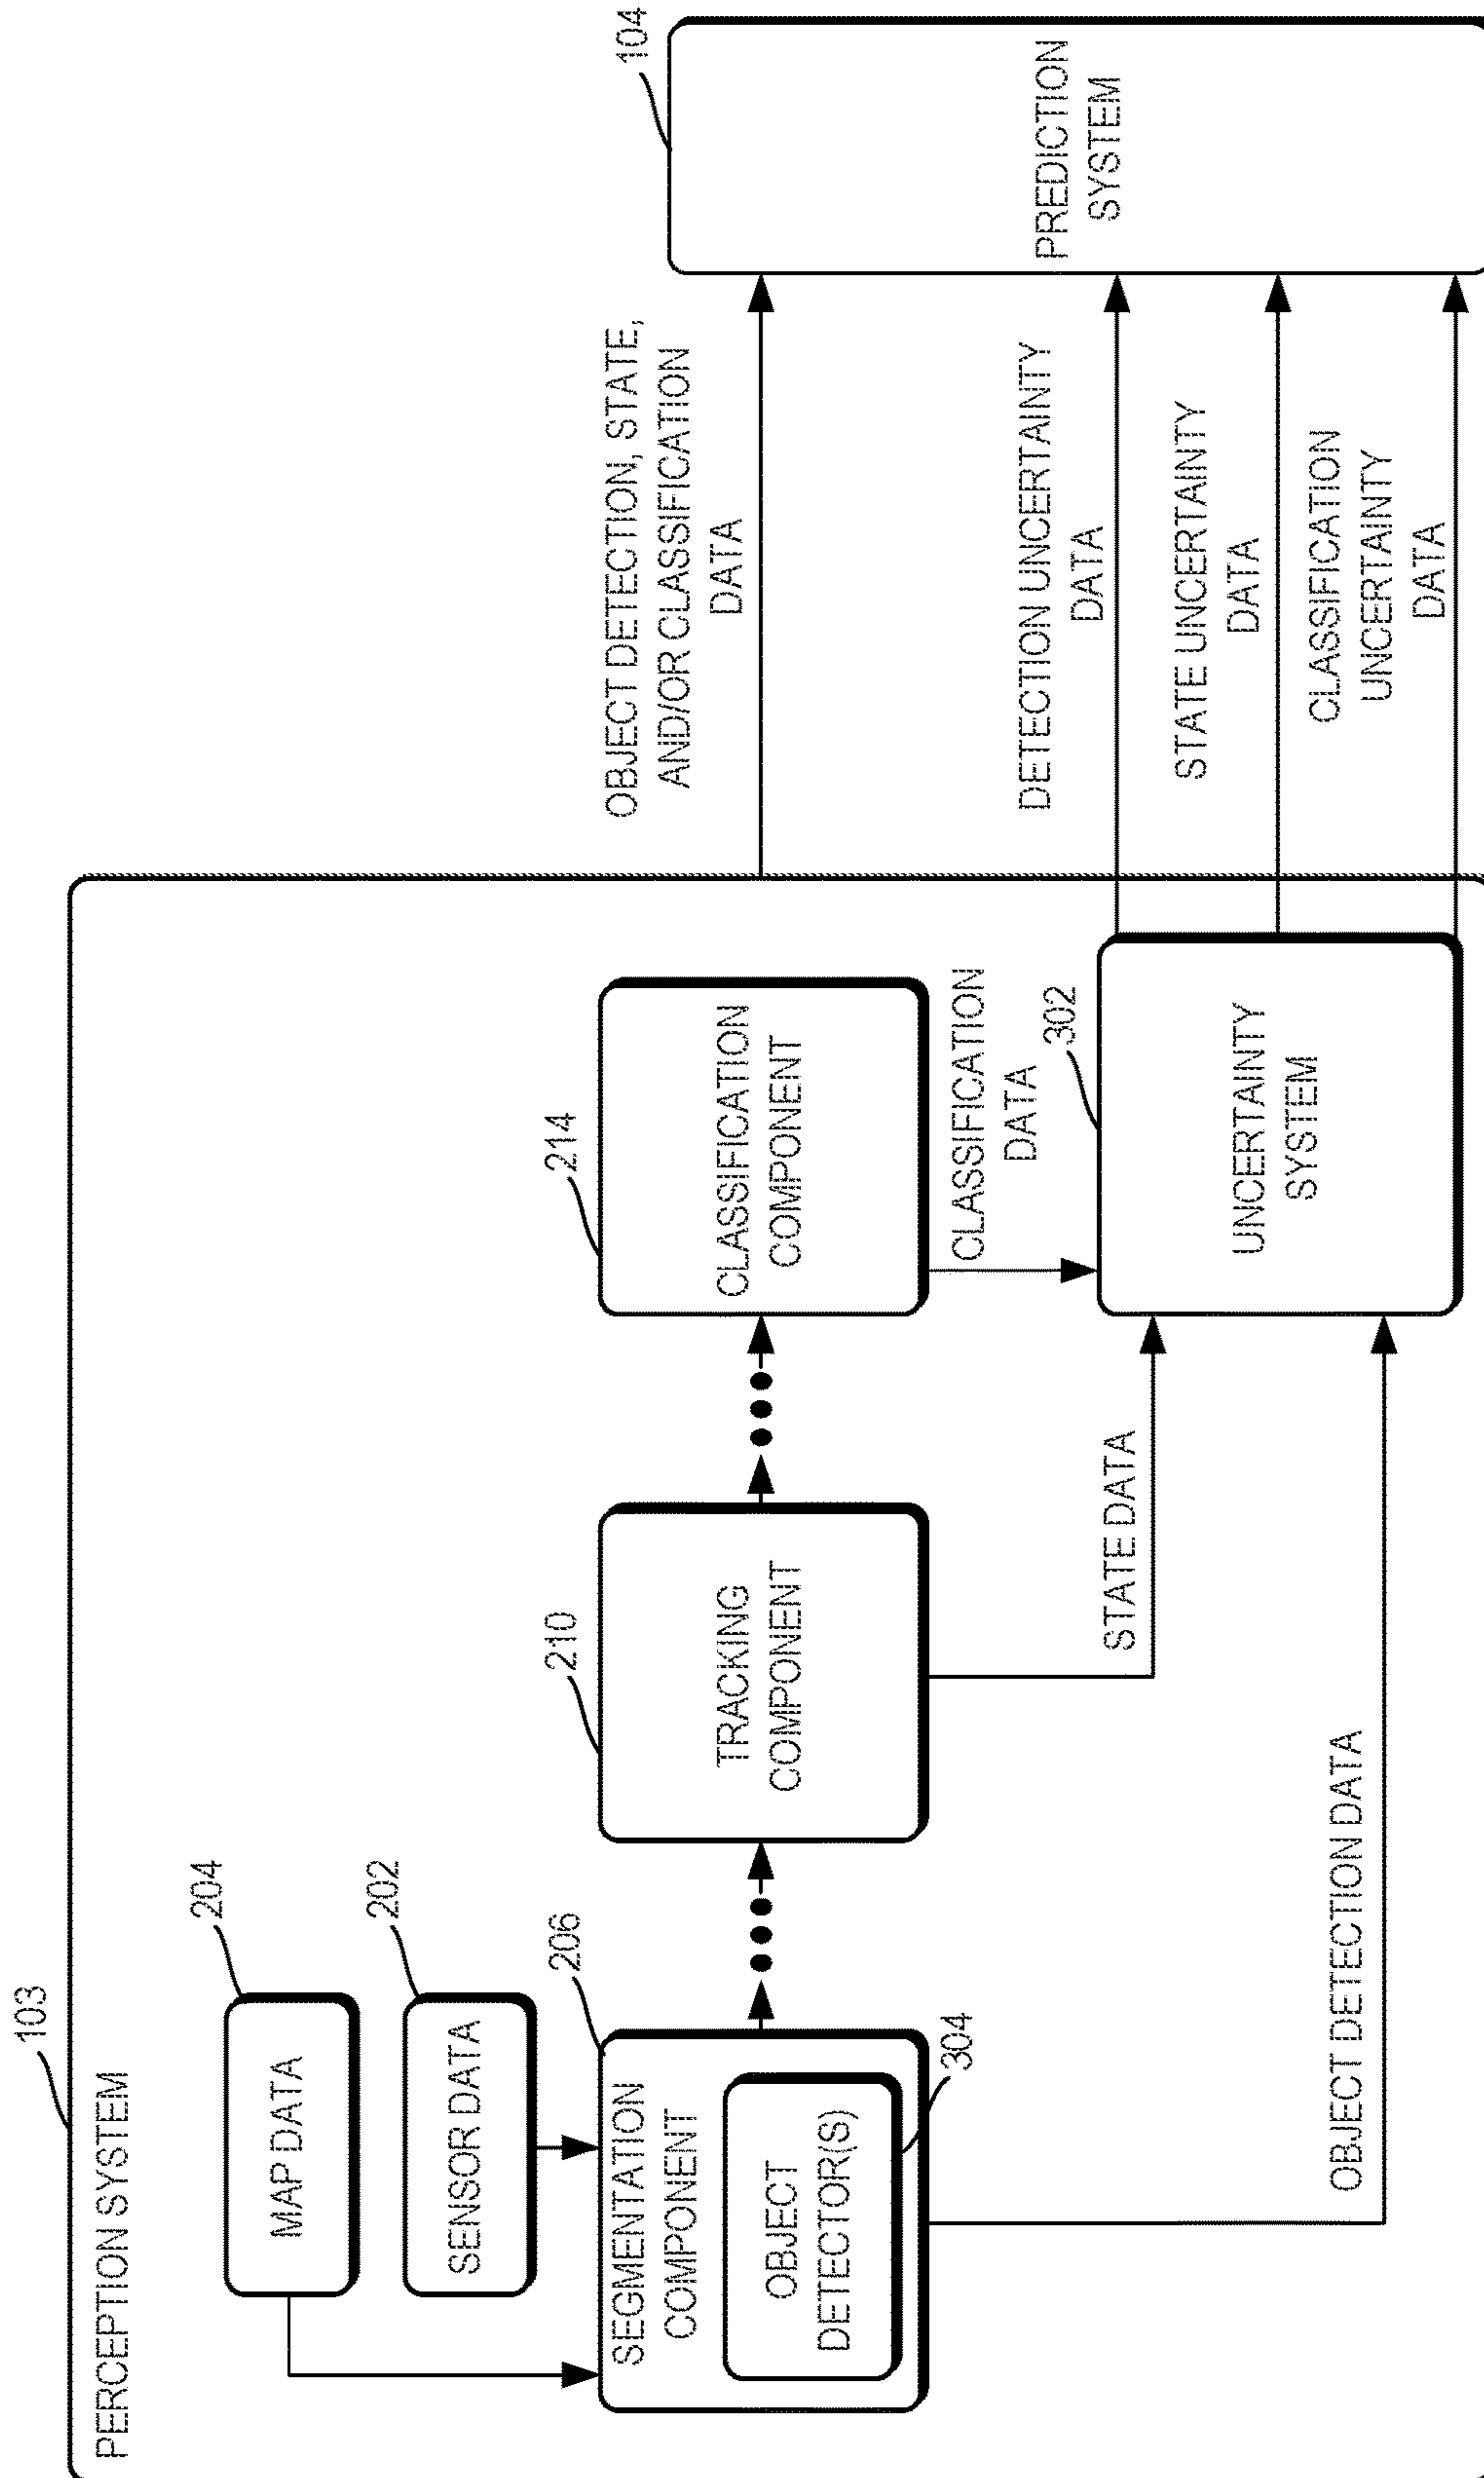 103
PERCEPTION SYSTEM
204
MAP DATA
202
SENSOR DATA
206
SEGMENTATION
COMPONENT
OBJECT
DETECTOR(S)
304
210
TRACKING
COMPONENT
214
CLASSIFICATION
COMPONENT
CLASSIFICATION
DATA
302
UNCERTAINTY
SYSTEM
STATE DATA
OBJECT DETECTION DATA
OBJECT DETECTION, STATE,
AND/OR CLASSIFICATION
DATA
DETECTION UNCERTAINTY
DATA
STATE UNCERTAINTY
DATA
CLASSIFICATION
UNCERTAINTY
DATA
104
PREDICTION
SYSTEM